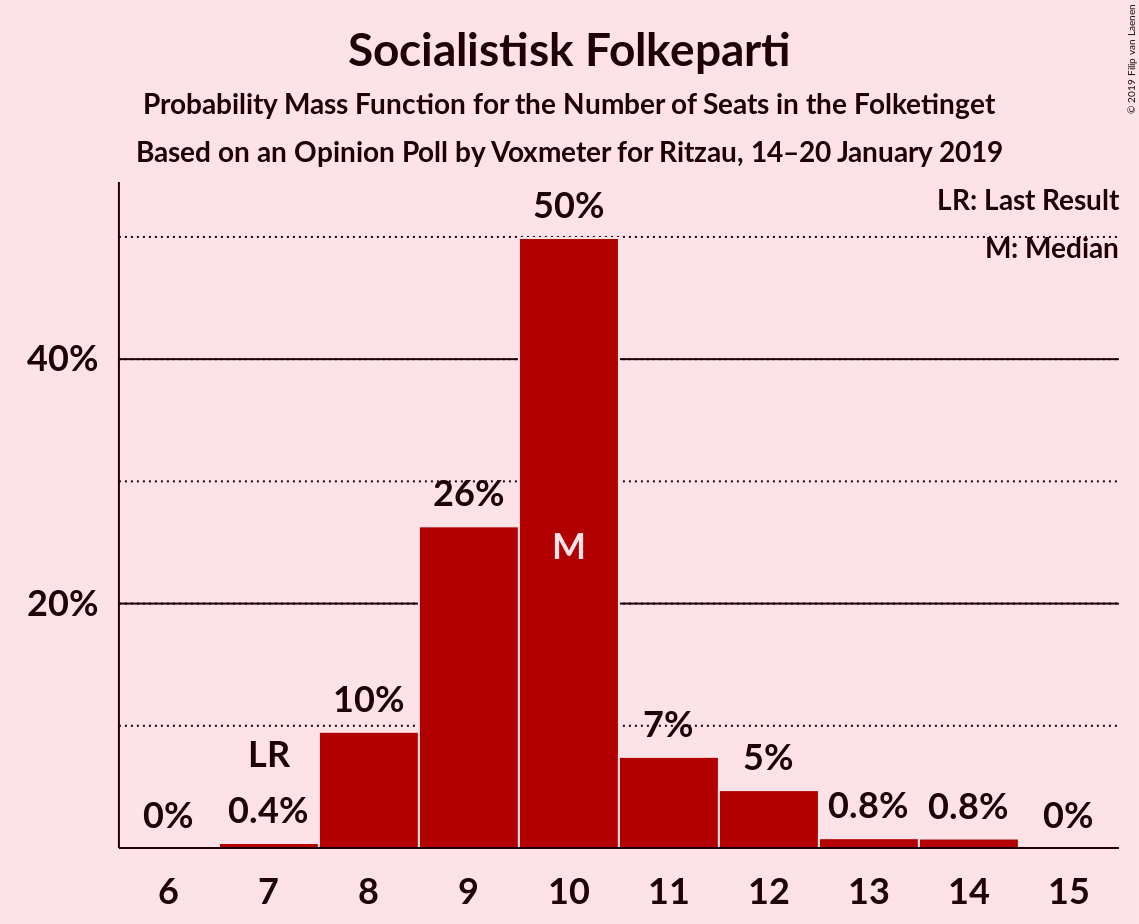 © 2019 Filip van Laenen
Socialistisk Folkeparti
Probability Mass Function for the Number of Seats in the Folketinget
Based on an Opinion Poll by Voxmeter for Ritzau, 14–20 January 2019
LR: Last Result
M: Median
50%
40%
26%
M
20%
10%
7%
LR
5%
0%
0.4%
0.8%
0.8%
0%
6
7
8
9
10
11
12
13
14
15